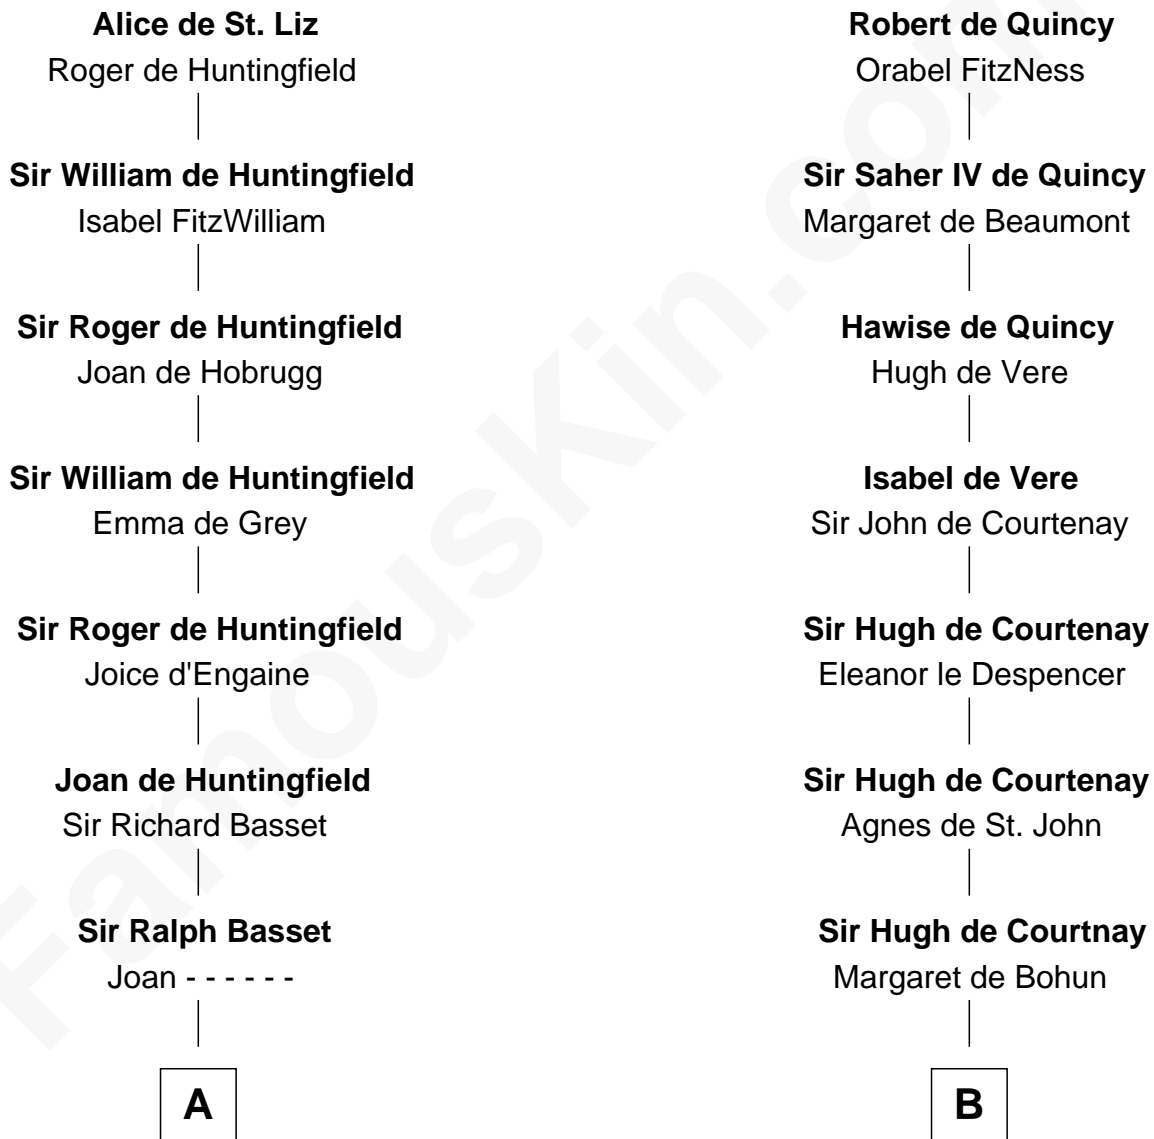 Alice de St. Liz
Roger de Huntingfield
Sir William de Huntingfield
Isabel FitzWilliam
Sir Roger de Huntingfield
Joan de Hobrugg
Sir William de Huntingfield
Emma de Grey
Sir Roger de Huntingfield
Joice d'Engaine
Joan de Huntingfield
Sir Richard Basset
Sir Ralph Basset
Joan - - - - - -
A
Robert de Quincy
Orabel FitzNess
Sir Saher IV de Quincy
Margaret de Beaumont
Hawise de Quincy
Hugh de Vere
Isabel de Vere
Sir John de Courtenay
Sir Hugh de Courtenay
Eleanor le Despencer
Sir Hugh de Courtenay
Agnes de St. John
Sir Hugh de Courtnay
Margaret de Bohun
B
FamousKin.com